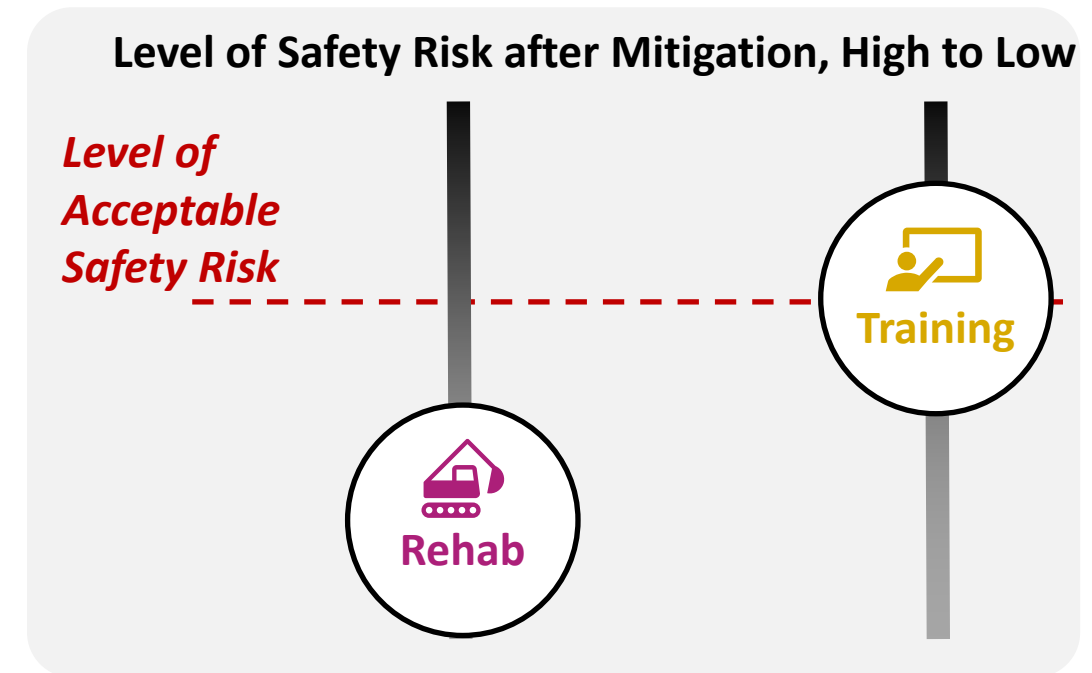 Level of Safety Risk after Mitigation, High to Low
Level of
Acceptable
Safety Risk
Training
Rehab